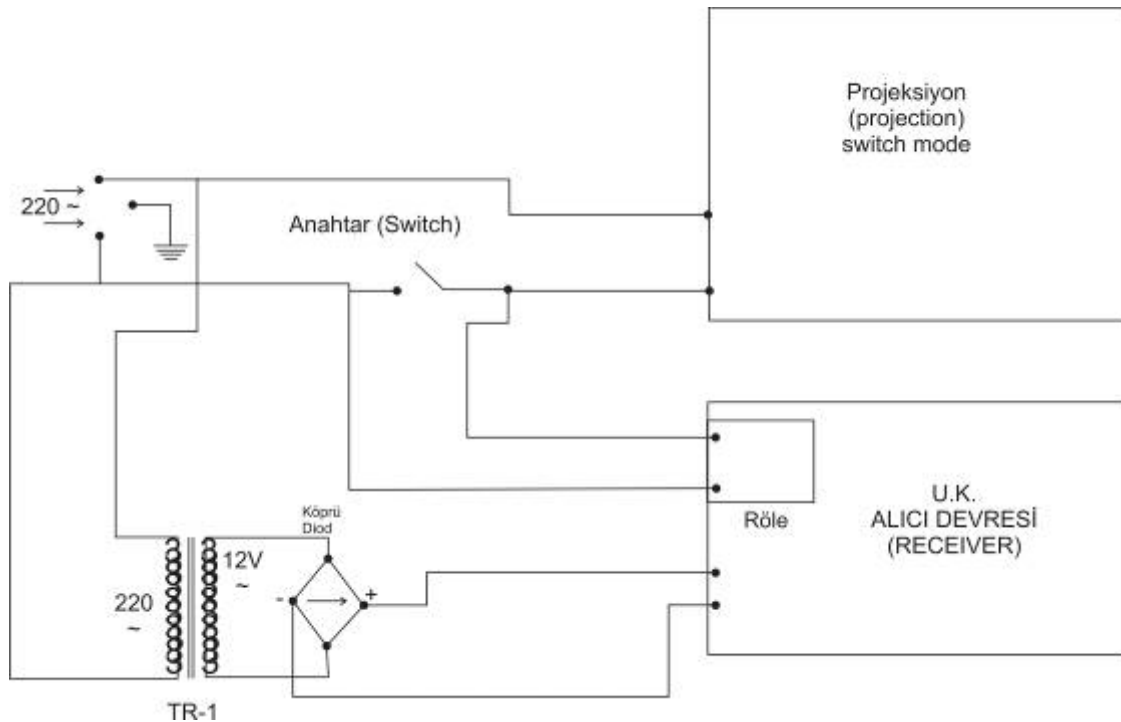 Projeksiyon
(projection)
switch mode
220 ~
Anahtar (Switch)
Köprü
Diod
12V
~
220
~
- +
Röle
U.K.
ALICI DEVRESİ
(RECEIVER)
TR-1